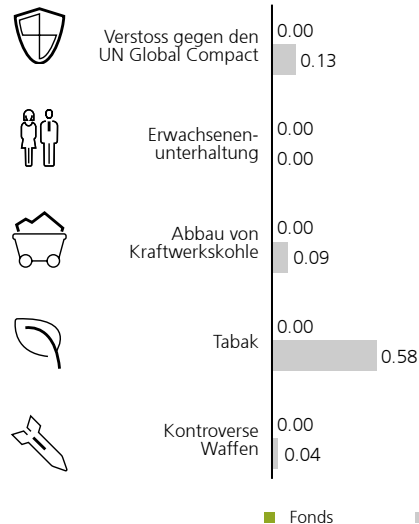 Verstoss gegen den
UN Global Compact
0.00
0.13
Erwachsenen-
unterhaltung
0.00
0.00
Abbau von
Kraftwerkskohle
0.00
0.09
Tabak
0.00
0.58
Kontroverse
Waffen
0.00
0.04
Fonds